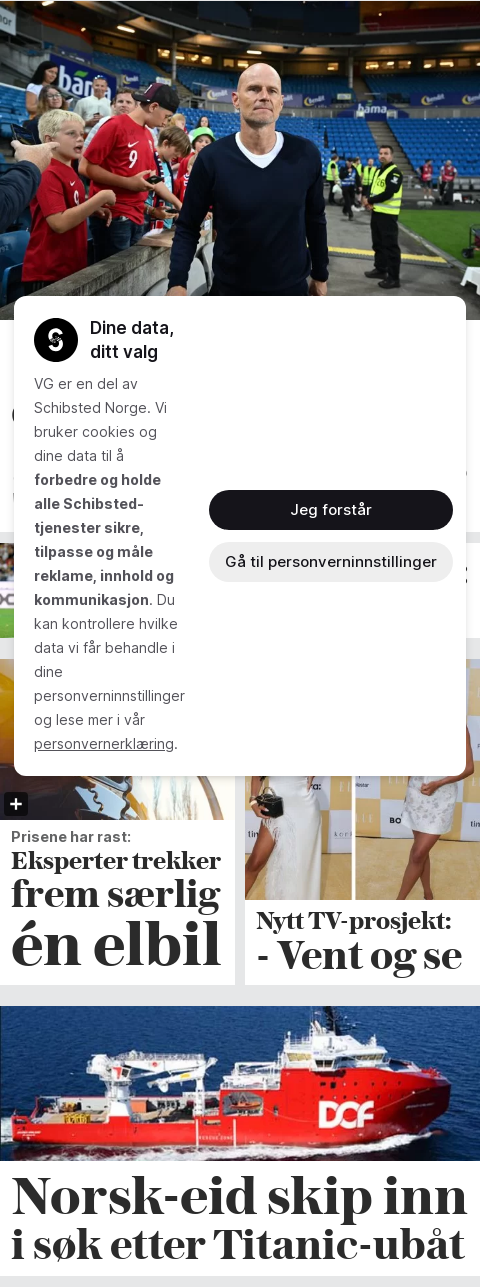 bama
bama
Dine data,
ditt valg
VG er en del av
Schibsted Norge. Vi
bruker cookies og
dine data til å
forbedre og holde
alle Schibsted-
tjenester sikre,
tilpasse og måle
reklame, innhold og
kommunikasjon. Du
kan kontrollere hvilke
data vi får behandle i
dine
personverninnstillinger
og lese mer i vår
personvernerklæring.
Jeg forstår
Gå til personverninnstillinger
Prisene har rast:
Eksperter trekker
frem særlig
én elbil
Nytt TV-prosjekt:
- Vent og se
DOF
Norsk-eid skip inn
i søk etter Titanic-ubåt